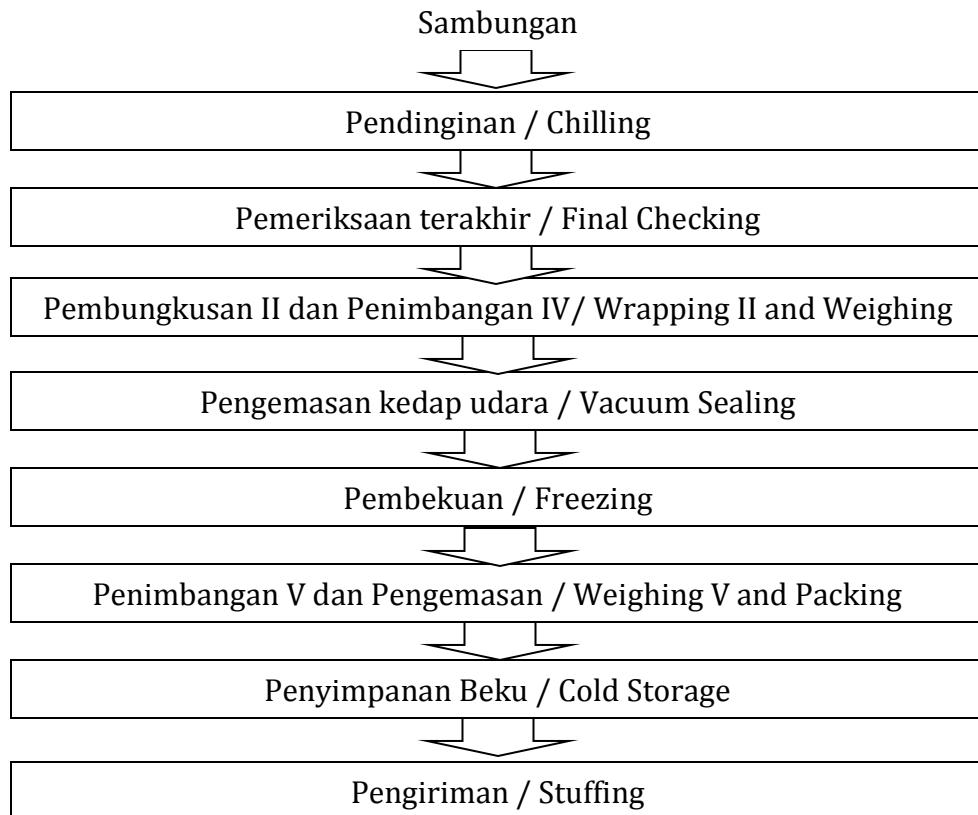 Sambungan
Pendinginan / Chilling
Pemeriksaan terakhir / Final Checking
Pembungkusan II dan Penimbangan IV/ Wrapping II and Weighing
Pengemasan kedap udara / Vacuum Sealing
Pembekuan / Freezing
Penimbangan V dan Pengemasan / Weighing V and Packing
Penyimpanan Beku / Cold Storage
Pengiriman / Stuffing